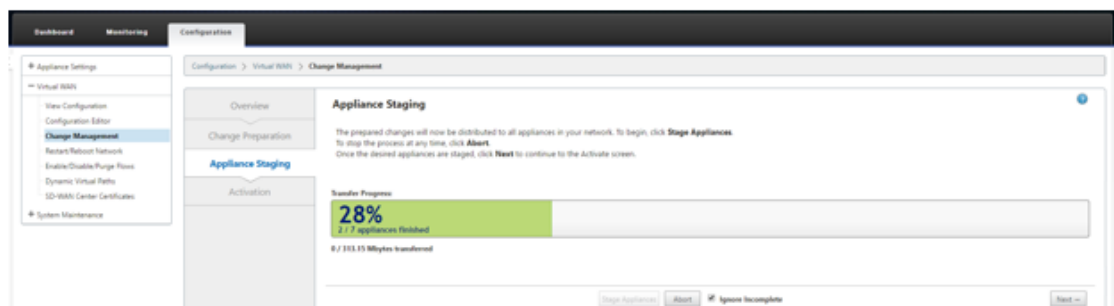 Dashboard Monitoring Configuration
Configuration > Virtual WAN > Change Management
+ Appliance Settings
− Virtual WAN
View Configuration
Configuration Editor
Change Management
Restart/Reboot Network
Enable/Disable/Purge Flows
Dynamic Virtual Paths
SD-WAN Center Certificates
+ System Maintenance
Overview
Change Preparation
Appliance Staging
Activation
Appliance Staging
?
The prepared changes will now be distributed to all appliances in your network. To begin, click Stage Appliances.
To stop the process at any time, click Abort.
Once the desired appliances are staged, click Next to continue to the Activate screen.
Transfer Progress:
28%
2 / 7 appliances finished
0 / 313.15 Mbytes transferred
Stage Appliances Abort Ignore Incomplete Next